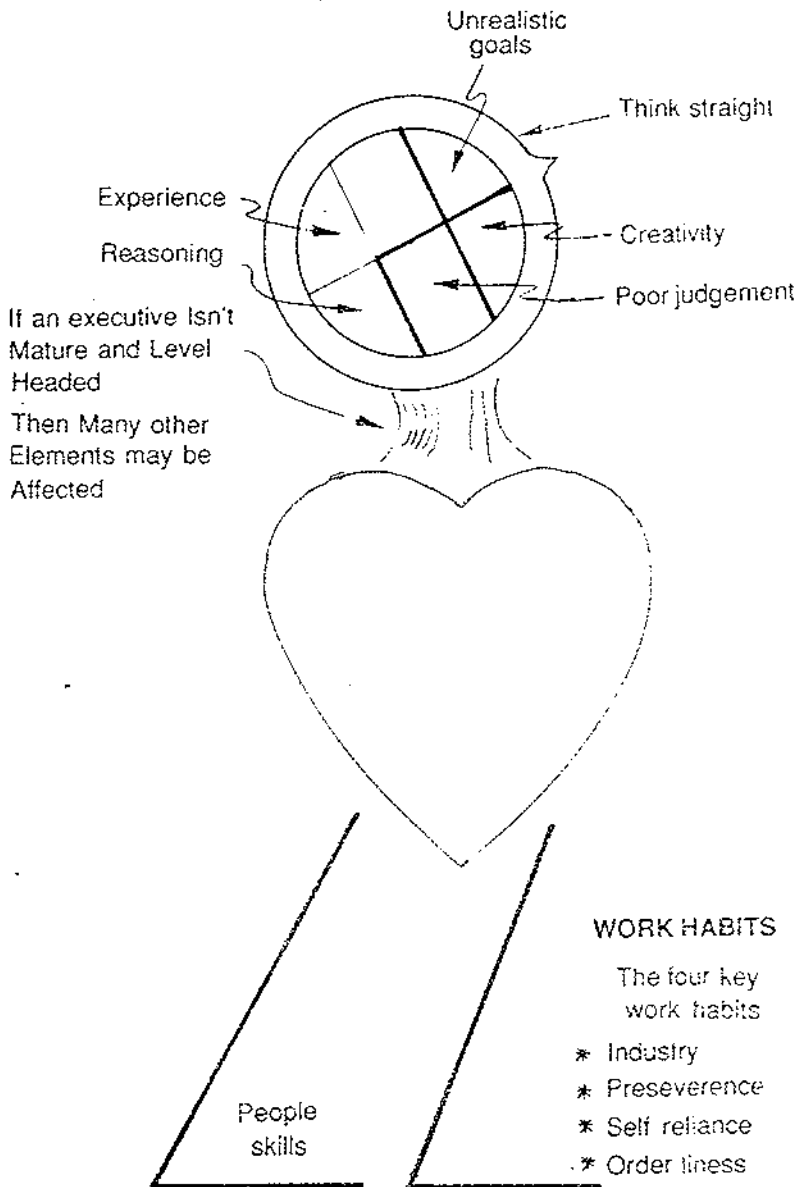 Unrealistic
goals
Think straight
Experience
Creativity
Reasoning
Poor judgement
If an executive Isn't
Mature and Level
Headed
Then Many other
Elements may be
Affected
WORK HABITS
The four key
work habits
* Industry
* Preseverence
* Self reliance
* Order liness
People
skills